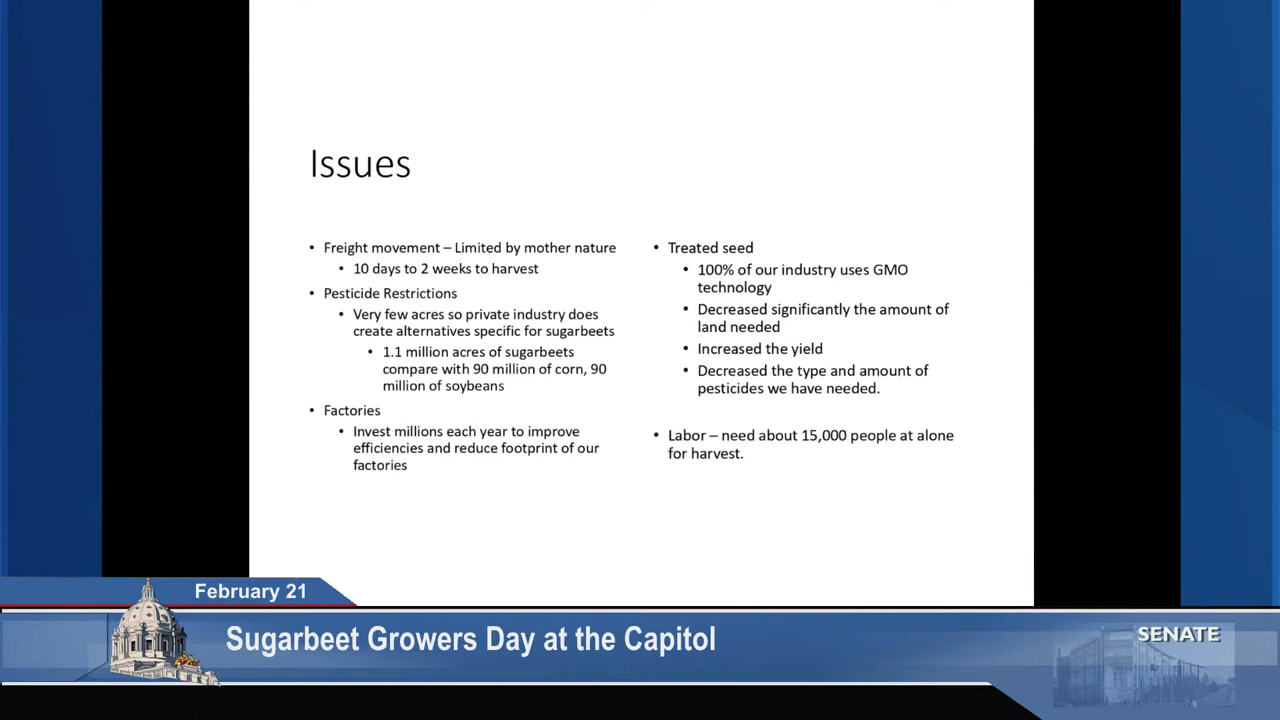 Issues
• Freight movement – Limited by mother nature
• 10 days to 2 weeks to harvest
• Pesticide Restrictions
• Very few acres so private industry does
create alternatives specific for sugarbeets
• 1.1 million acres of sugarbeets
compare with 90 million of corn, 90
million of soybeans
• Factories
• Invest millions each year to improve
efficiencies and reduce footprint of our
factories
• Treated seed
• 100% of our industry uses GMO
technology
• Decreased significantly the amount of
land needed
• Increased the yield
• Decreased the type and amount of
pesticides we have needed.
• Labor – need about 15,000 people at alone
for harvest.
February 21
Sugarbeet Growers Day at the Capitol
SENATE